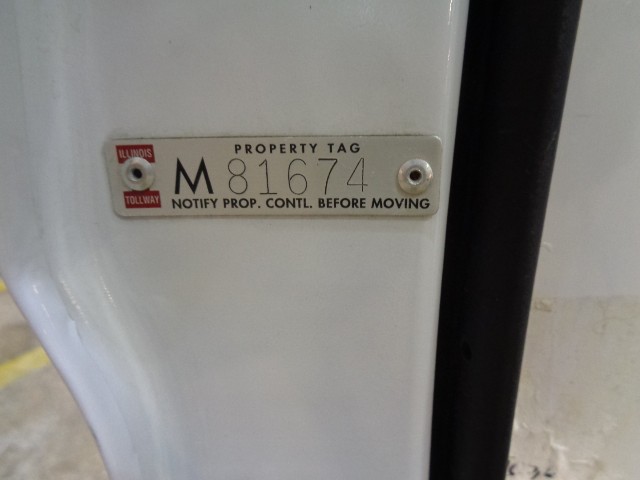 PROPERTY TAG
ILLINOIS
M 81674
TOLLWAY
NOTIFY PROP. CONTL. BEFORE MOVING